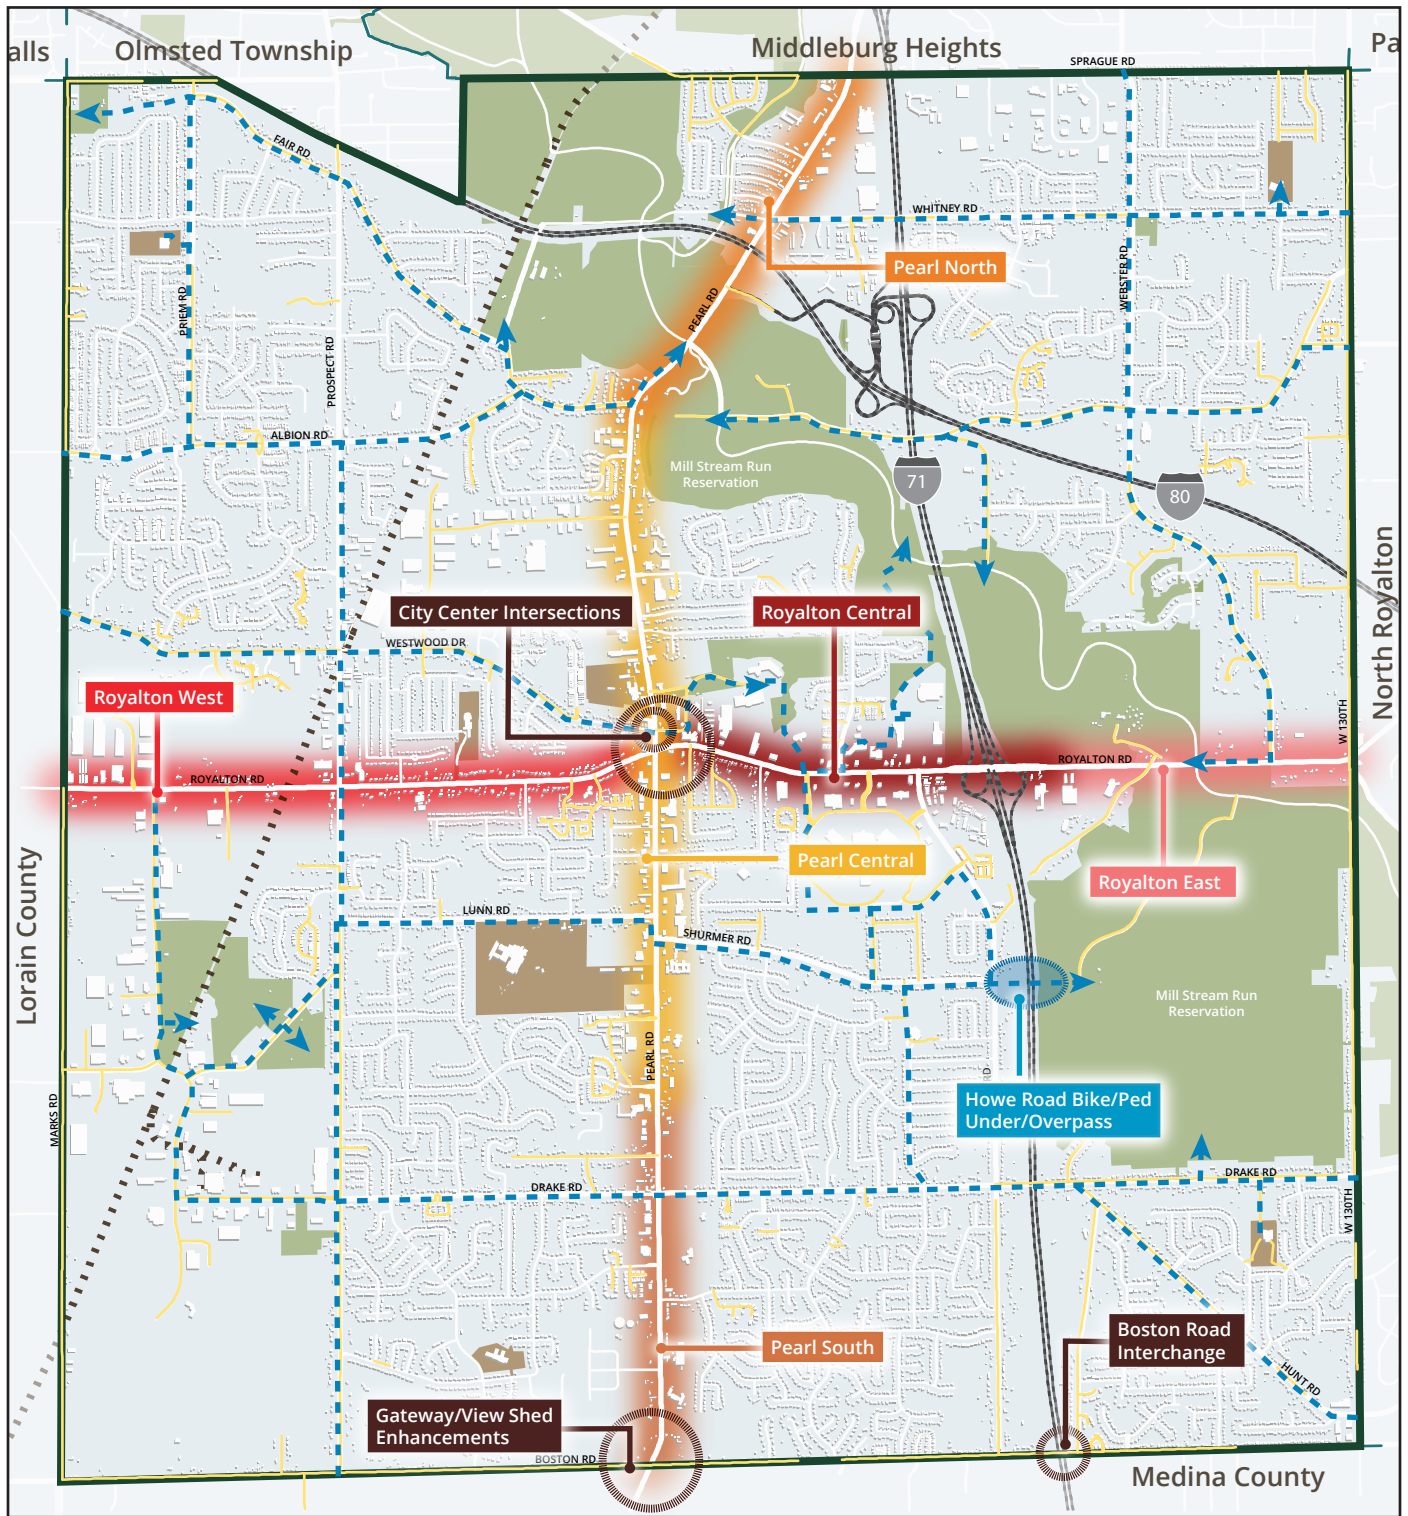 alls
Olmsted Township
Middleburg Heights
Pa
SPRAGUE RD
FAIR RD
WHITNEY RD
Pearl North
WEBSTER RD
PRIEM RD
PEARL RD
PROSPECT RD
ALBION RD
Mill Stream Run
Reservation
71
80
North Royalton
City Center Intersections
Royalton Central
WESTWOOD DR
Royalton West
W 130TH
ROYALTON RD
ROYALTON RD
Pearl Central
Royalton East
Lorain County
LUNN RD
SHURMER RD
Mill Stream Run
Reservation
PEARL RD
RD
Howe Road Bike/Ped
Under/Overpass
MARKS RD
DRAKE RD
DRAKE RD
W 130TH
Boston Road
Interchange
Pearl South
HUNT RD
Gateway/View Shed
Enhancements
BOSTON RD
Medina County